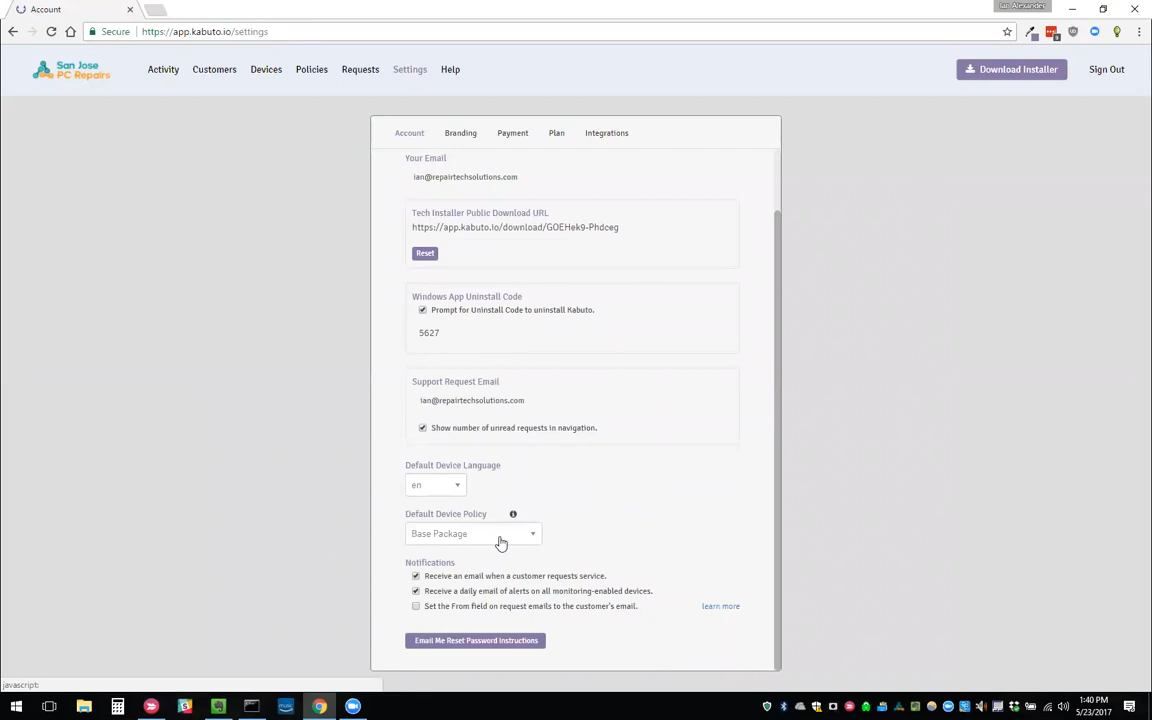 Account
Ian Alexander
Secure
https://app.kabuto.io/settings
San Jose
PC Repairs
Activity
Customers
Devices
Policies
Requests
Settings
Help
Download Installer
Sign Out
Account
Branding
Payment
Plan
Integrations
Your Email
ian@repairtechsolutions.com
Tech Installer Public Download URL
https://app.kabuto.io/download/GOEHek9-Phdceg
Reset
Windows App Uninstall Code
Prompt for Uninstall Code to uninstall Kabuto.
5627
Support Request Email
ian@repairtechsolutions.com
Show number of unread requests in navigation.
Default Device Language
en
Default Device Policy
Base Package
Notifications
Receive an email when a customer requests service.
Receive a daily email of alerts on all monitoring-enabled devices.
Set the From field on request emails to the customer's email.
learn more
Email Me Reset Password Instructions
javascript:
1:40 PM
5/23/2017